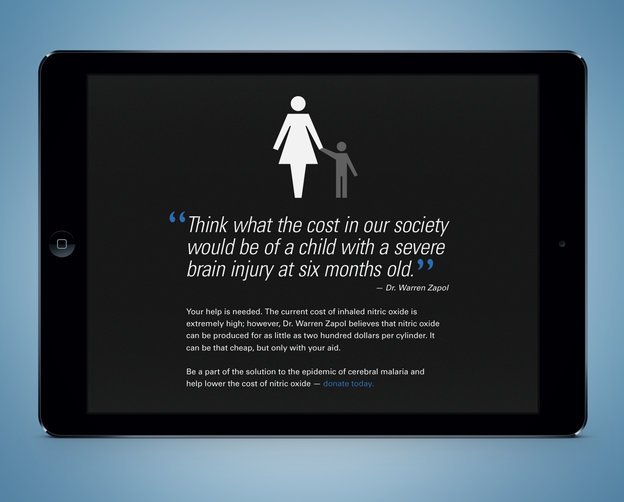 “Think what the cost in our society
would be of a child with a severe
brain injury at six months old.”
— Dr. Warren Zapol
Your help is needed. The current cost of inhaled nitric oxide is
extremely high; however, Dr. Warren Zapol believes that nitric oxide
can be produced for as little as two hundred dollars per cylinder. It
can be that cheap, but only with your aid.
Be a part of the solution to the epidemic of cerebral malaria and
help lower the cost of nitric oxide — donate today.